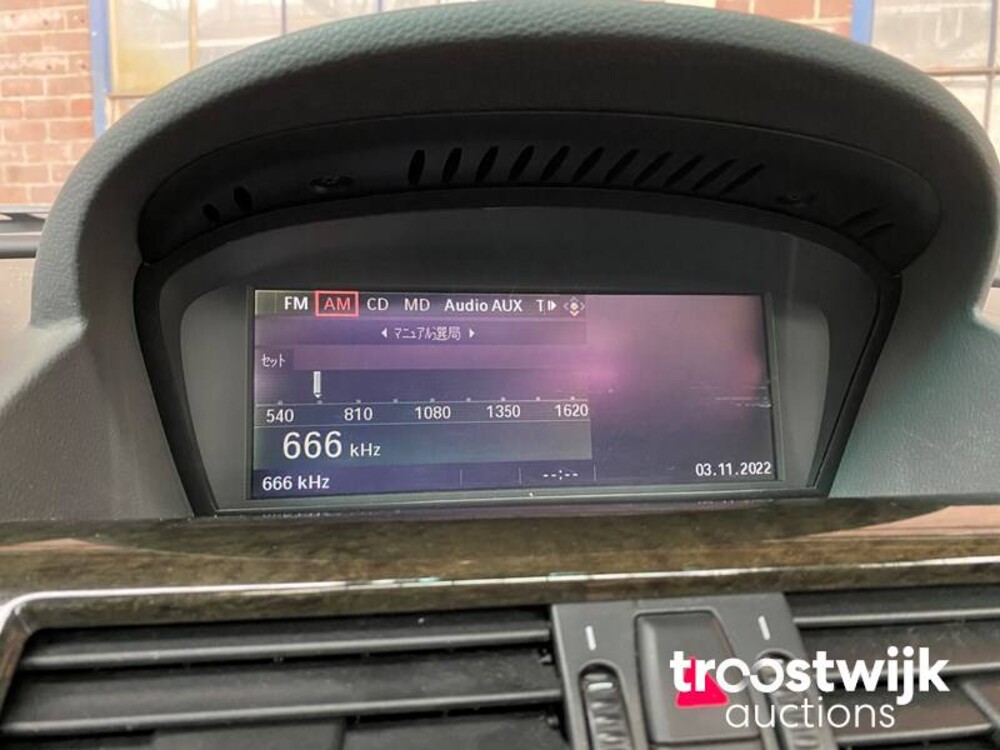 FM AM CD MD Audio AUX T
マニュアル選局
セット
540 810 1080 1350 1620
666 kHz
666 kHz --:-- 03.11.2022
troostwijk
auctions